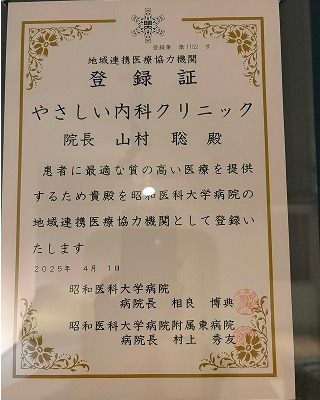 登録第 南1152 号
地域連携医療協力機関
登録証
やさしい内科クリニック
院長 山村 聡 殿
患者に最適な質の高い医療を提供
するため貴殿を昭和医科大学病院の
地域連携医療協力機関として登録い
たします
2025年 4月 1日
昭和医科大学病院
病院長 相良 博典
昭和医科大学病院附属東病院
病院長 村上 秀友